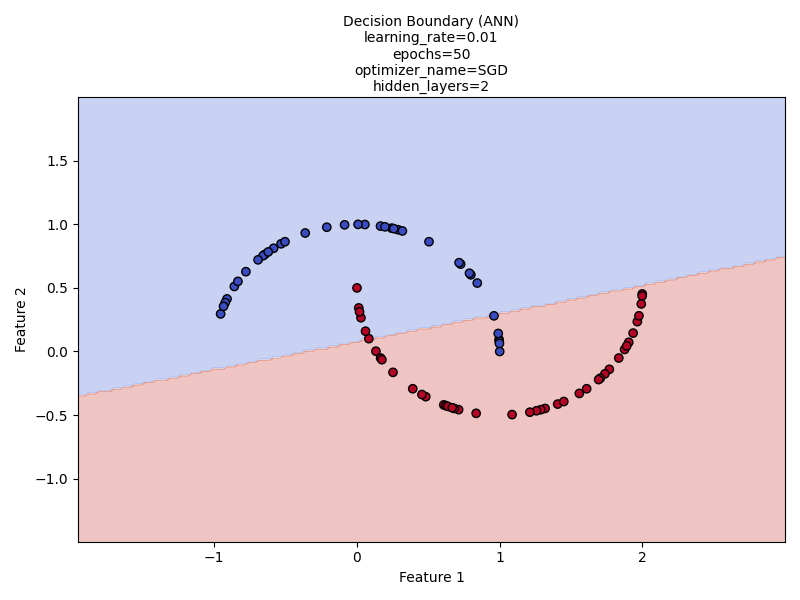 Decision Boundary (ANN)
learning_rate=0.01
epochs=50
optimizer_name=SGD
hidden_layers=2
1.5
1.0
0.5
0.0
−0.5
−1.0
Feature 2
−1
0
1
2
Feature 1